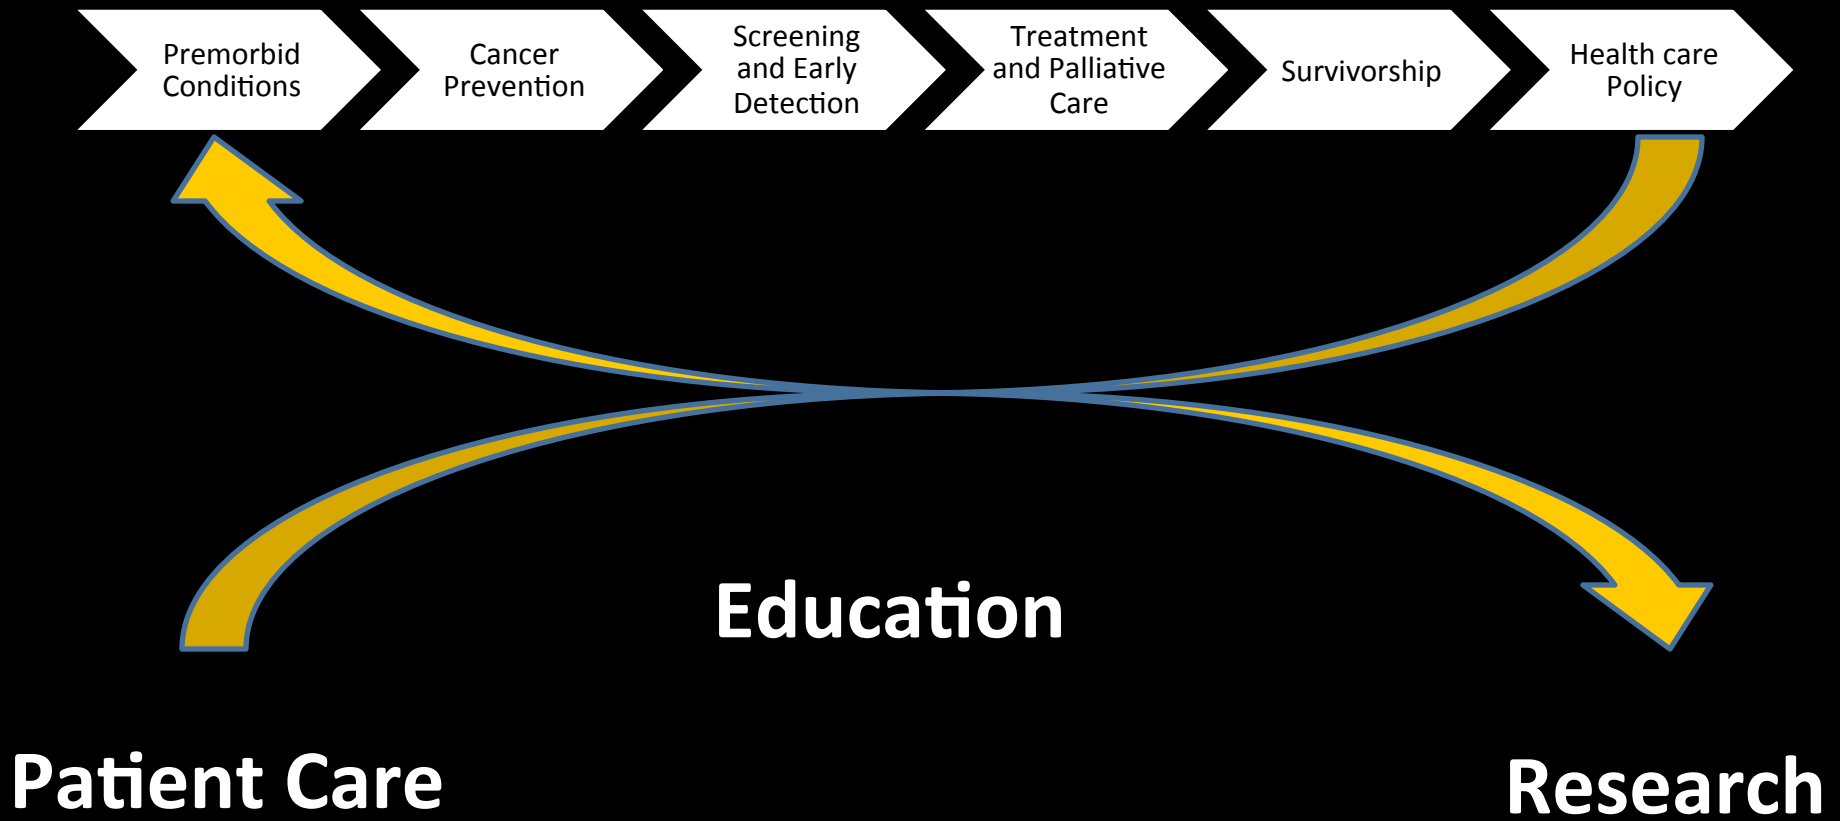 Premorbid
Conditions
Cancer
Prevention
Screening
and Early
Detection
Treatment
and Palliative
Care
Survivorship
Health care
Policy
Education
Patient Care
Research